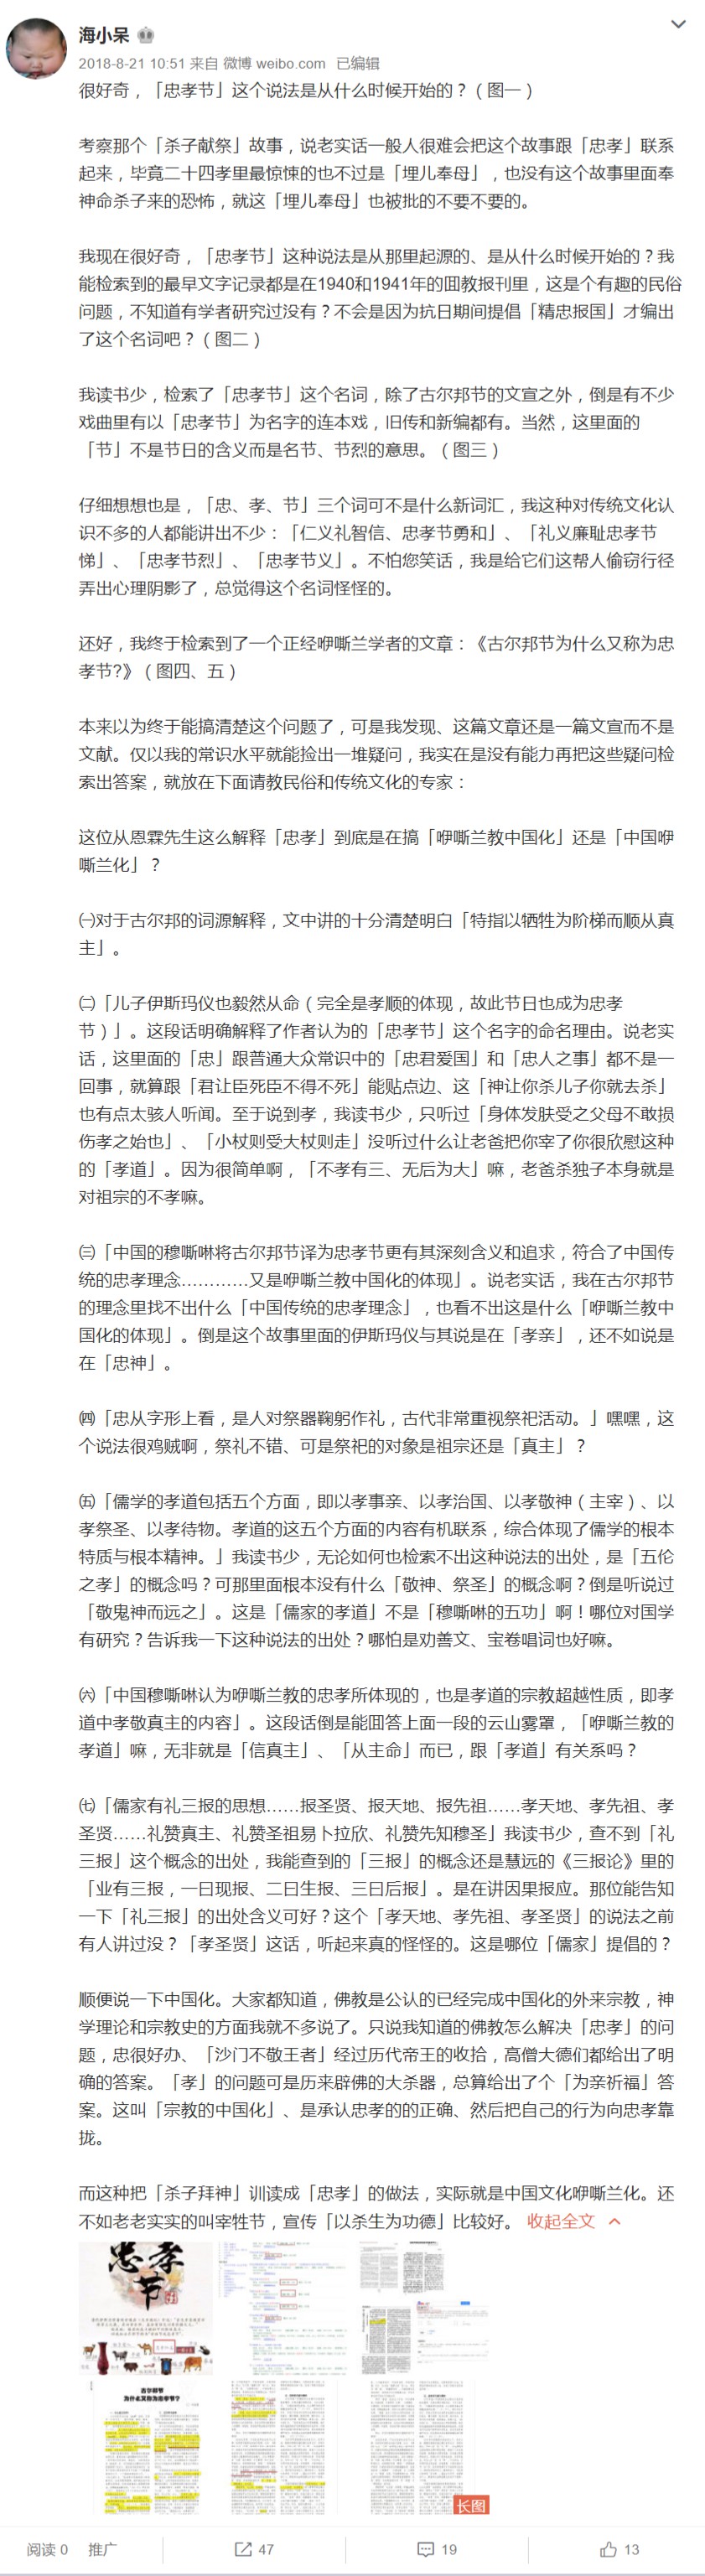 海小呆
2018-8-21 10:51 来自 微博 weibo.com 已编辑
很好奇，「忠孝节」这个说法是从什么时候开始的？（图一）
考察那个「杀子献祭」故事，说老实话一般人很难会把这个故事跟「忠孝」联系
起来，毕竟二十四孝里最惊悚的也不过是「埋儿奉母」，也没有这个故事里面奉
神命杀子来的恐怖，就这「埋儿奉母」也被批的不要不要的。
我现在很好奇，「忠孝节」这种说法是从那里起源的、是从什么时候开始的？我
能检索到的最早文字记录都是在1940和1941年的囬教报刊里，这是个有趣的民俗
问题，不知道有学者研究过没有？不会是因为抗日期间提倡「精忠报国」才编出
了这个名词吧？（图二）
我读书少，检索了「忠孝节」这个名词，除了古尔邦节的文宣之外，倒是有不少
戏曲里有以「忠孝节」为名字的连本戏，旧传和新编都有。当然，这里面的
「节」不是节日的含义而是名节、节烈的意思。（图三）
仔细想想也是，「忠、孝、节」三个词可不是什么新词汇，我这种对传统文化认
识不多的人都能讲出不少：「仁义礼智信、忠孝节勇和」、「礼义廉耻忠孝节
悌」、「忠孝节烈」、「忠孝节义」。不怕您笑话，我是给它们这帮人偷窃行径
弄出心理阴影了，总觉得这个名词怪怪的。
还好，我终于检索到了一个正经咿嘶兰学者的文章：《古尔邦节为什么又称为忠
孝节?》（图四、五）
本来以为终于能搞清楚这个问题了，可是我发现、这篇文章还是一篇文宣而不是
文献。仅以我的常识水平就能捡出一堆疑问，我实在是没有能力再把这些疑问检
索出答案，就放在下面请教民俗和传统文化的专家：
这位从恩霖先生这么解释「忠孝」到底是在搞「咿嘶兰教中国化」还是「中国咿
嘶兰化」？
㈠对于古尔邦的词源解释，文中讲的十分清楚明白「特指以牺牲为阶梯而顺从真
主」。
㈡「儿子伊斯玛仪也毅然从命（完全是孝顺的体现，故此节日也成为忠孝
节）」。这段话明确解释了作者认为的「忠孝节」这个名字的命名理由。说老实
话，这里面的「忠」跟普通大众常识中的「忠君爱国」和「忠人之事」都不是一
回事，就算跟「君让臣死臣不得不死」能贴点边、这「神让你杀儿子你就去杀」
也有点太骇人听闻。至于说到孝，我读书少，只听过「身体发肤受之父母不敢损
伤孝之始也」、「小杖则受大杖则走」没听过什么让老爸把你宰了你很欣慰这种
的「孝道」。因为很简单啊，「不孝有三、无后为大」嘛，老爸杀独子本身就是
对祖宗的不孝嘛。
㈢「中国的穆嘶啉将古尔邦节译为忠孝节更有其深刻含义和追求，符合了中国传
统的忠孝理念…………又是咿嘶兰教中国化的体现」。说老实话，我在古尔邦节
的理念里找不出什么「中国传统的忠孝理念」，也看不出这是什么「咿嘶兰教中
国化的体现」。倒是这个故事里面的伊斯玛仪与其说是在「孝亲」，还不如说是
在「忠神」。
㈣「忠从字形上看，是人对祭器鞠躬作礼，古代非常重视祭祀活动。」嘿嘿，这
个说法很鸡贼啊，祭礼不错、可是祭祀的对象是祖宗还是「真主」？
㈤「儒学的孝道包括五个方面，即以孝事亲、以孝治国、以孝敬神（主宰）、以
孝祭圣、以孝待物。孝道的这五个方面的内容有机联系，综合体现了儒学的根本
特质与根本精神。」我读书少，无论如何也检索不出这种说法的出处，是「五伦
之孝」的概念吗？可那里面根本没有什么「敬神、祭圣」的概念啊？倒是听说过
「敬鬼神而远之」。这是「儒家的孝道」不是「穆嘶啉的五功」啊！哪位对国学
有研究？告诉我一下这种说法的出处？哪怕是劝善文、宝卷唱词也好嘛。
㈥「中国穆嘶啉认为咿嘶兰教的忠孝所体现的，也是孝道的宗教超越性质，即孝
道中孝敬真主的内容」。这段话倒是能囬答上面一段的云山雾罩，「咿嘶兰教的
孝道」嘛，无非就是「信真主」、「从主命」而已，跟「孝道」有关系吗？
㈦「儒家有礼三报的思想……报圣贤、报天地、报先祖……孝天地、孝先祖、孝
圣贤……礼赞真主、礼赞圣祖易卜拉欣、礼赞先知穆圣」我读书少，查不到「礼
三报」这个概念的出处，我能查到的「三报」的概念还是慧远的《三报论》里的
「业有三报，一日现报、二日生报、三日后报」。是在讲因果报应。那位能告知
一下「礼三报」的出处含义可好？这个「孝天地、孝先祖、孝圣贤」的说法之前
有人讲过没？「孝圣贤」这话，听起来真的怪怪的。这是哪位「儒家」提倡的？
顺便说一下中国化。大家都知道，佛教是公认的已经完成中国化的外来宗教，神
学理论和宗教史的方面我就不多说了。只说我知道的佛教怎么解决「忠孝」的问
题，忠很好办、「沙门不敬王者」经过历代帝王的收拾，高僧大德们都给出了明
确的答案。「孝」的问题可是历来辟佛的大杀器，总算给出了个「为亲祈福」答
案。这叫「宗教的中国化」、是承认忠孝的的正确、然后把自己的行为向忠孝靠
拢。
而这种把「杀子拜神」训读成「忠孝」的做法，实际就是中国文化咿嘶兰化。还
不如老老实实的叫宰牲节，宣传「以杀生为功德」比较好。 收起全文
忠孝
节
古尔邦节
为什么又称为忠孝节？
长图
阅读 0 推广 47 19 13